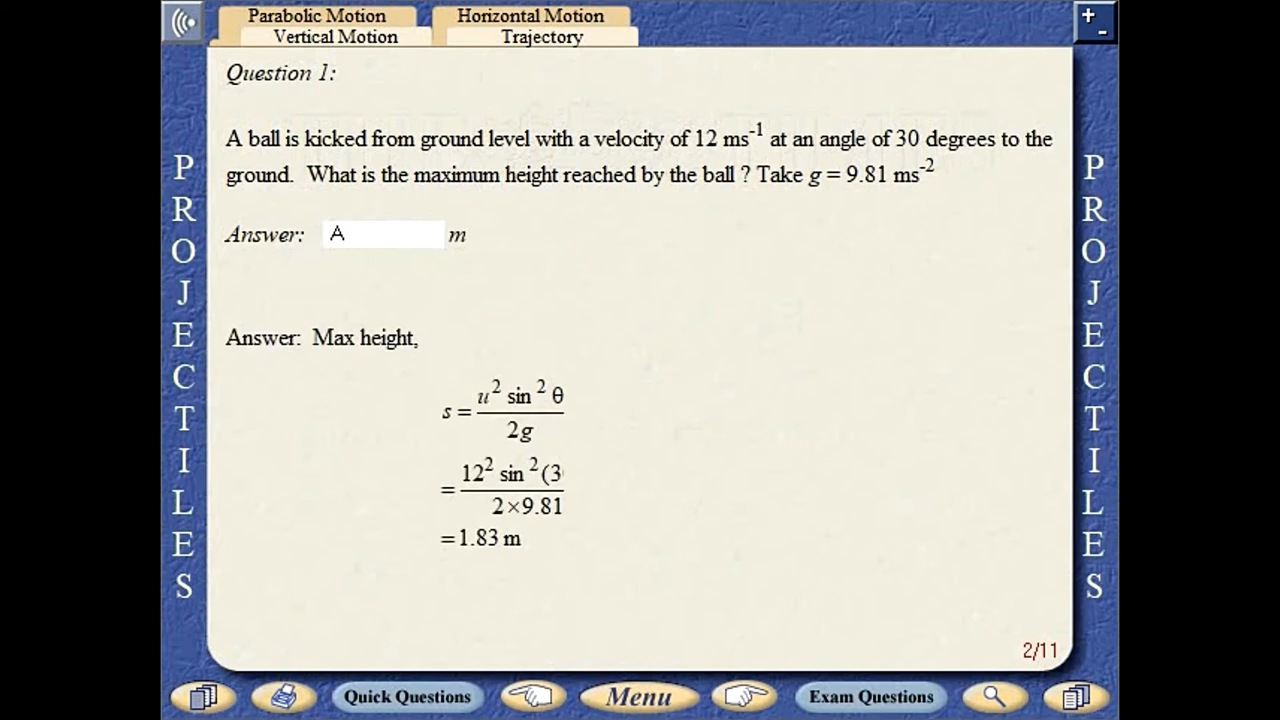 Parabolic Motion
Horizontal Motion
Vertical Motion
Trajectory
+
-
Question 1:
A ball is kicked from ground level with a velocity of 12 ms⁻¹ at an angle of 30 degrees to the
ground. What is the maximum height reached by the ball ? Take g = 9.81 ms⁻²
Answer: A m
Answer: Max height,
s = u² sin² θ
2g
= 12² sin² (3
2×9.81
=1.83 m
PROJECTILES
PROJECTILES
2/11
Quick Questions
Menu
Exam Questions